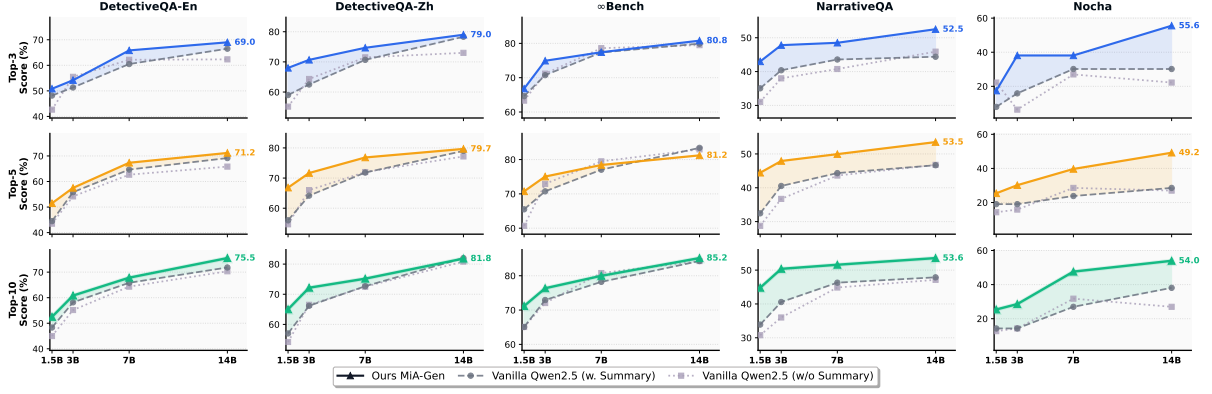 DetectiveQA-En DetectiveQA-Zh ∞Bench NarrativeQA Nocha
Top-3
Score (%)
70 60 50 40 69.0
90 80 70 60 79.0
80 70 60 80.8
50 40 30 52.5
60 40 20 55.6
Top-5
Score (%)
70 60 50 40 71.2
80 70 60 79.7
80 70 60 81.2
50 40 30 53.5
60 40 20 49.2
Top-10
Score (%)
70 60 50 40 75.5
80 70 60 81.8
80 70 60 85.2
50 40 30 53.6
60 40 20 54.0
1.5B 3B 7B 14B 1.5B 3B 7B 14B 1.5B 3B 7B 14B 1.5B 3B 7B 14B 1.5B 3B 7B 14B
Ours MiA-Gen Vanilla Qwen2.5 (w. Summary) Vanilla Qwen2.5 (w/o Summary)